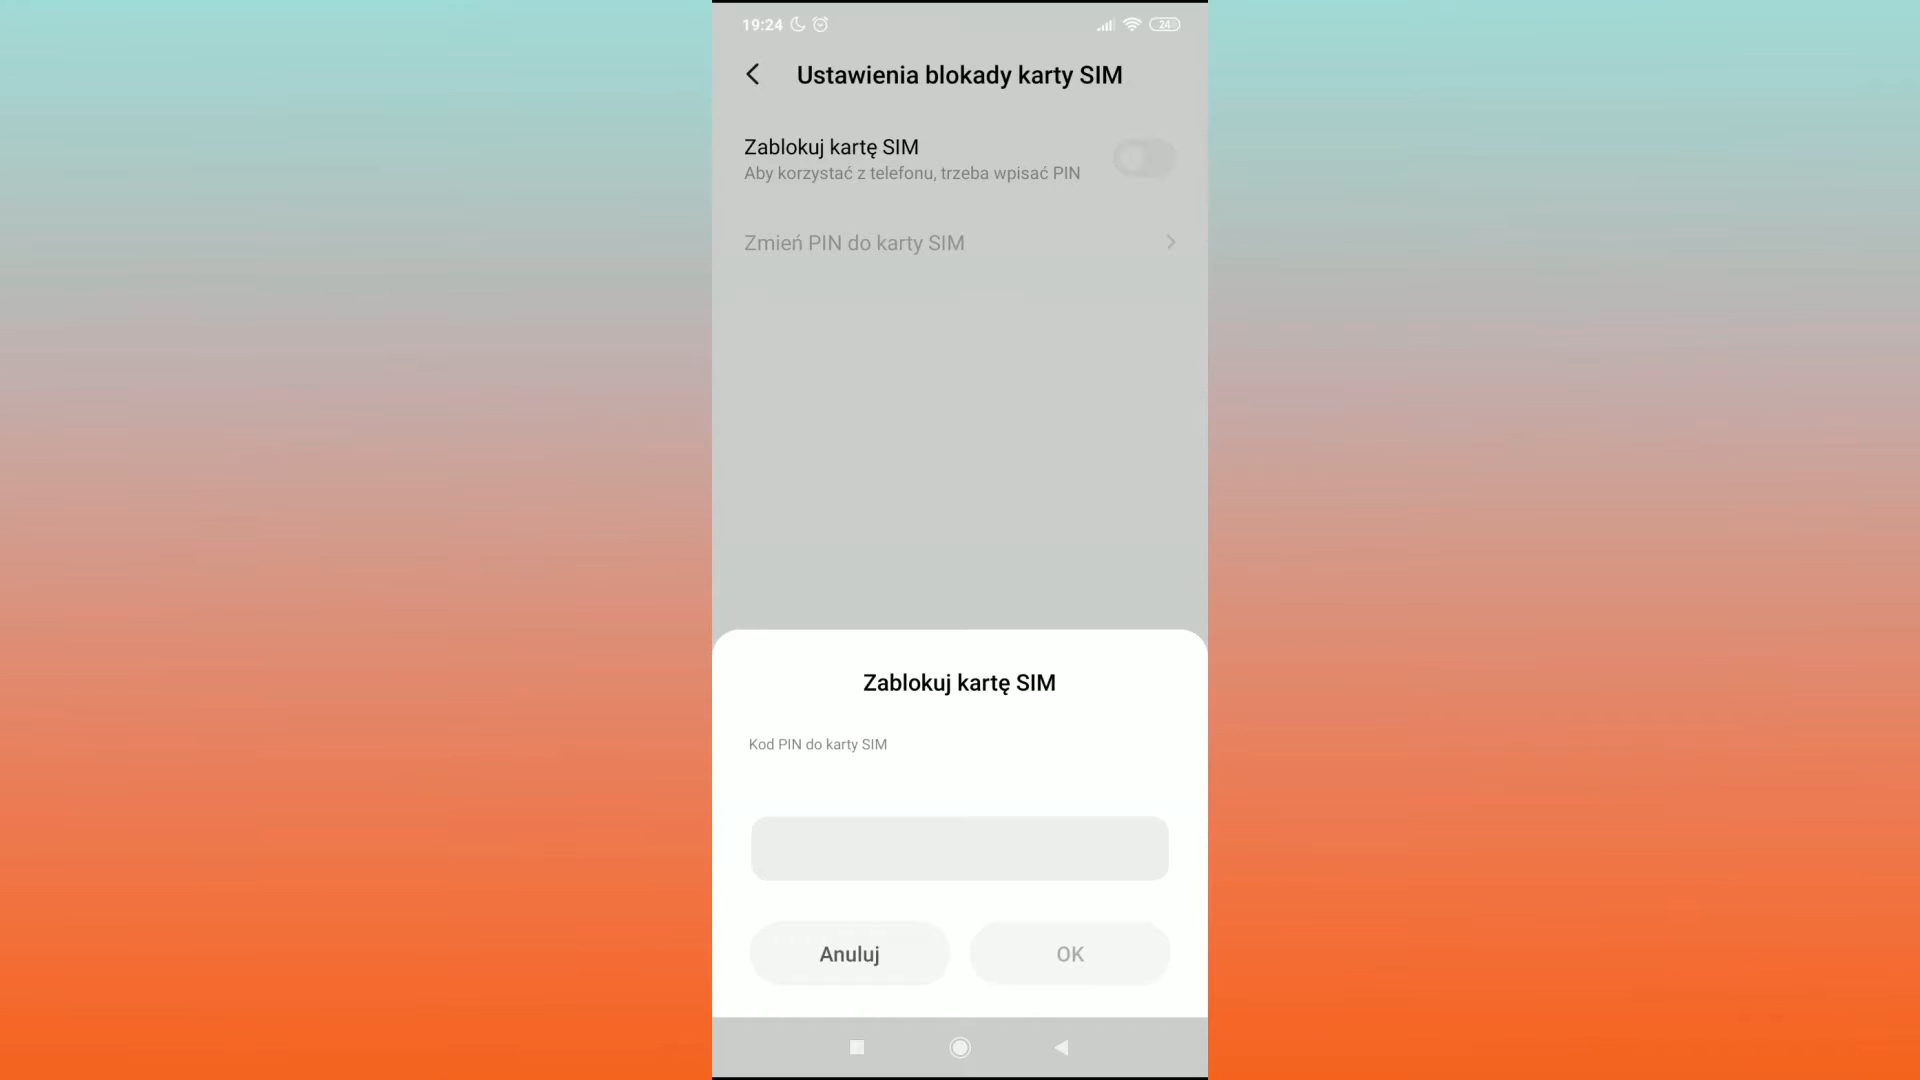 19:24
24
Ustawienia blokady karty SIM
Zablokuj kartę SIM
Aby korzystać z telefonu, trzeba wpisać PIN
Zmień PIN do karty SIM
Zablokuj kartę SIM
Kod PIN do karty SIM
Anuluj
OK